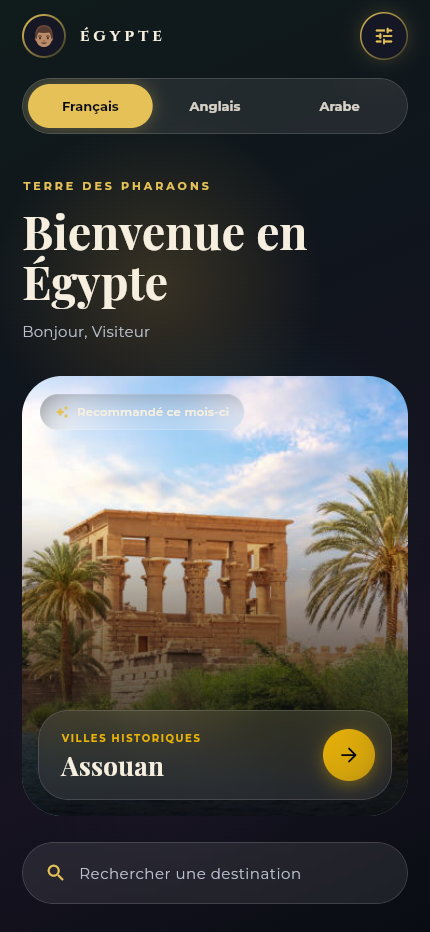 ÉGYPTE
Français
Anglais
Arabe
TERRE DES PHARAONS
Bienvenue en
Égypte
Bonjour, Visiteur
Recommandé ce mois-ci
VILLES HISTORIQUES
Assouan
Rechercher une destination